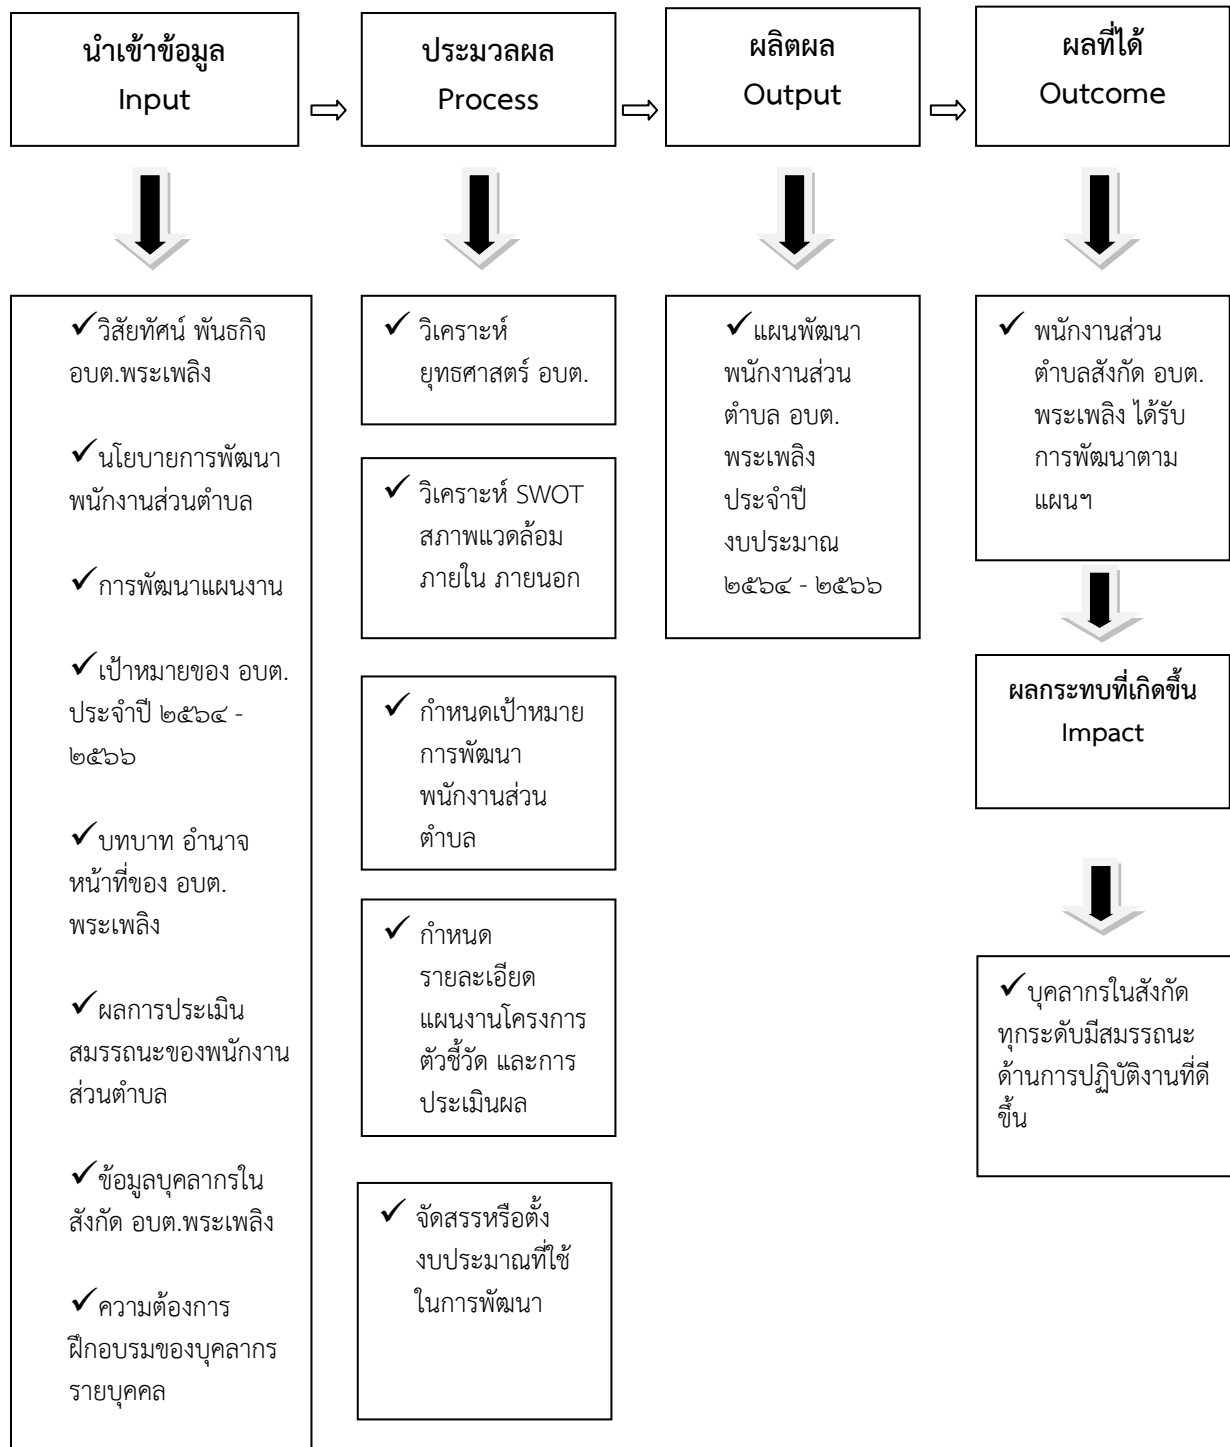 นำเข้าข้อมูล
Input
ประมวลผล
Process
ผลิตผล
Output
ผลที่ได้
Outcome
✓วิสัยทัศน์ พันธกิจ
อบต.พระเพลิง
✓นโยบายการพัฒนา
พนักงานส่วนตำบล
✓การพัฒนาแผนงาน
✓เป้าหมายของ อบต.
ประจำปี ๒๕๖๔ -
๒๕๖๖
✓บทบาท อำนาจ
หน้าที่ของ อบต.
พระเพลิง
✓ผลการประเมิน
สมรรถนะของพนักงาน
ส่วนตำบล
✓ข้อมูลบุคลากรใน
สังกัด อบต.พระเพลิง
✓ความต้องการ
ฝึกอบรมของบุคลากร
รายบุคคล
✓ วิเคราะห์
ยุทธศาสตร์ อบต.
✓ วิเคราะห์ SWOT
สภาพแวดล้อม
ภายใน ภายนอก
✓ กำหนดเป้าหมาย
การพัฒนา
พนักงานส่วน
ตำบล
✓ กำหนด
รายละเอียด
แผนงานโครงการ
ตัวชี้วัด และการ
ประเมินผล
✓ จัดสรรหรือตั้ง
งบประมาณที่ใช้
ในการพัฒนา
✓แผนพัฒนา
พนักงานส่วน
ตำบล อบต.
พระเพลิง
ประจำปี
งบประมาณ
๒๕๖๔ - ๒๕๖๖
✓ พนักงานส่วน
ตำบลสังกัด อบต.
พระเพลิง ได้รับ
การพัฒนาตาม
แผนฯ
ผลกระทบที่เกิดขึ้น
Impact
✓บุคลากรในสังกัด
ทุกระดับมีสมรรถนะ
ด้านการปฏิบัติงานที่ดี
ขึ้น